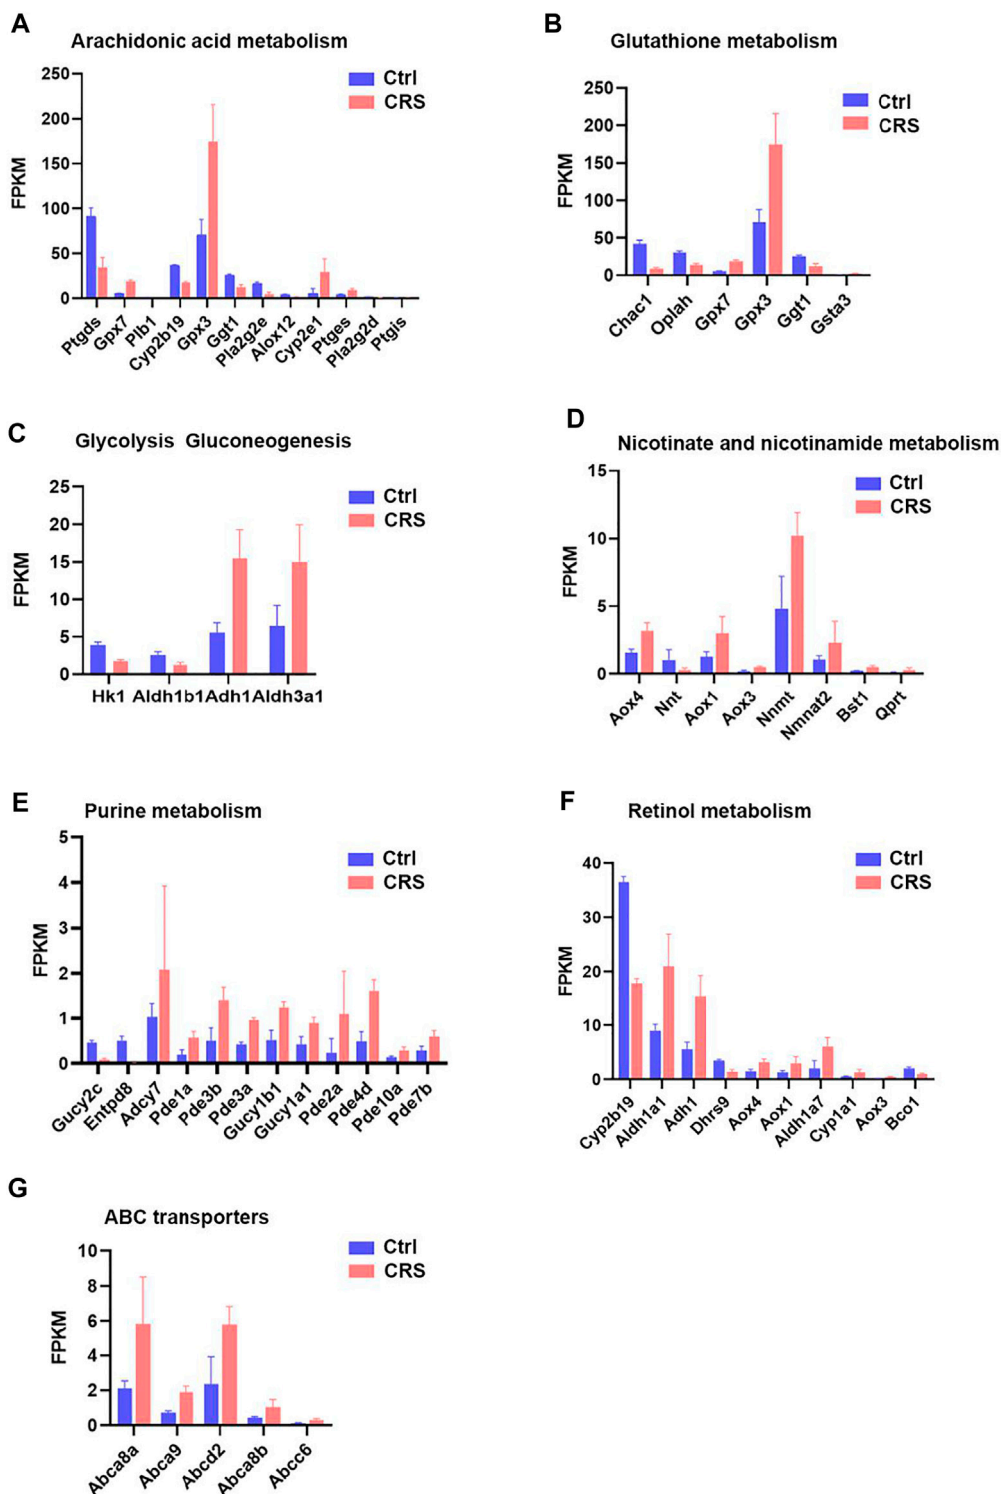 A
Arachidonic acid metabolism
Ctrl
CRS
FPKM
250
200
150
100
50
0
Ptgds
Gpx7
Plb1
Cyp2b19
Gpx3
Ggt1
Pla2g2e
Alox12
Cyp2e1
Ptges
Pla2g2d
Ptgis
B
Glutathione metabolism
Ctrl
CRS
FPKM
250
200
150
100
50
0
Chac1
Oplah
Gpx7
Gpx3
Ggt1
Gsta3
C
Glycolysis Gluconeogenesis
Ctrl
CRS
FPKM
25
20
15
10
5
0
Hk1
Aldh1b1
Adh1
Aldh3a1
D
Nicotinate and nicotinamide metabolism
Ctrl
CRS
FPKM
15
10
5
0
Aox4
Nnt
Aox1
Aox3
Nnmt
Nmnat2
Bst1
Qprt
E
Purine metabolism
Ctrl
CRS
FPKM
5
4
3
2
1
0
Gucy2c
Entpd8
Adcy7
Pde1a
Pde3b
Pde3a
Gucy1b1
Gucy1a1
Pde2a
Pde4d
Pde10a
Pde7b
F
Retinol metabolism
Ctrl
CRS
FPKM
40
30
20
10
0
Cyp2b19
Aldh1a1
Adh1
Dhrs9
Aox4
Aox1
Aldh1a7
Cyp1a1
Aox3
Bco1
G
ABC transporters
Ctrl
CRS
FPKM
10
8
6
4
2
0
Abca8a
Abca9
Abcd2
Abca8b
Abcc6